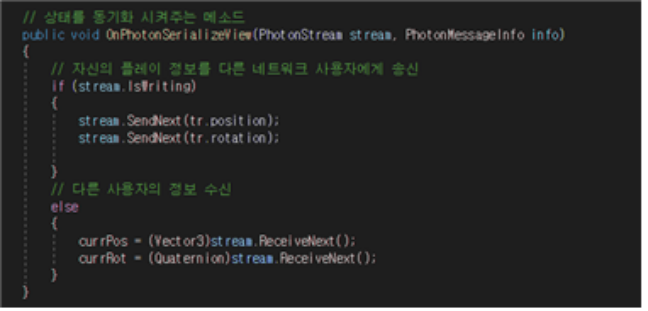 // 상태를 동기화 시켜주는 메소드
public void OnPhotonSerializeView(PhotonStream stream, PhotonMessageInfo info)
{
// 자신의 플레이 정보를 다른 네트워크 사용자에게 송신
if (stream.IsWriting)
{
stream.SendNext(tr.position);
stream.SendNext(tr.rotation);
}
// 다른 사용자의 정보 수신
else
{
currPos = (Vector3)stream.ReceiveNext();
currRot = (Quaternion)stream.ReceiveNext();
}
}